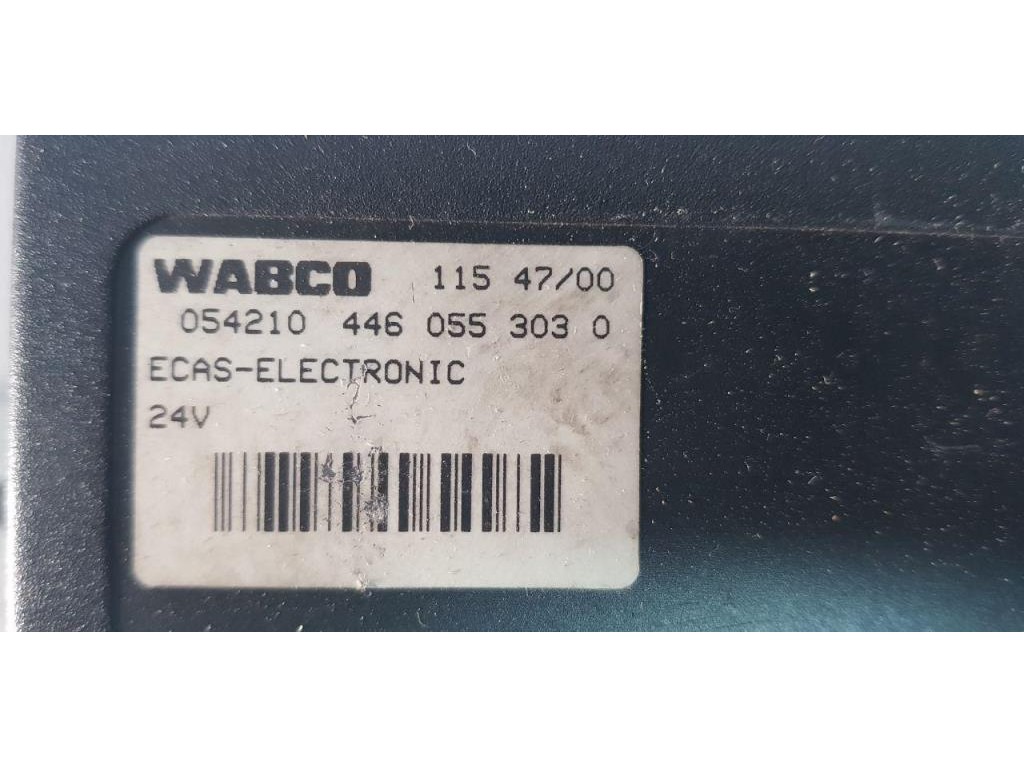 WABCO 115 47/00
054210 446 055 303 0
ECAS-ELECTRONIC
24V